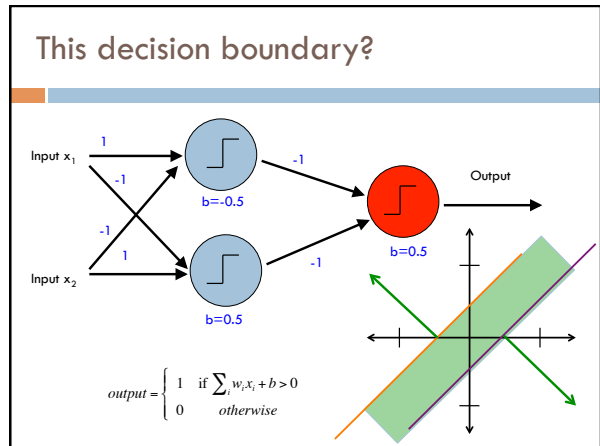 This decision boundary?
Input x₁
1
-1
b=-0.5
-1
Output
-1
1
Input x₂
b=0.5
-1
b=0.5
output = { 1 if ∑ᵢ wᵢxᵢ + b > 0
0 otherwise